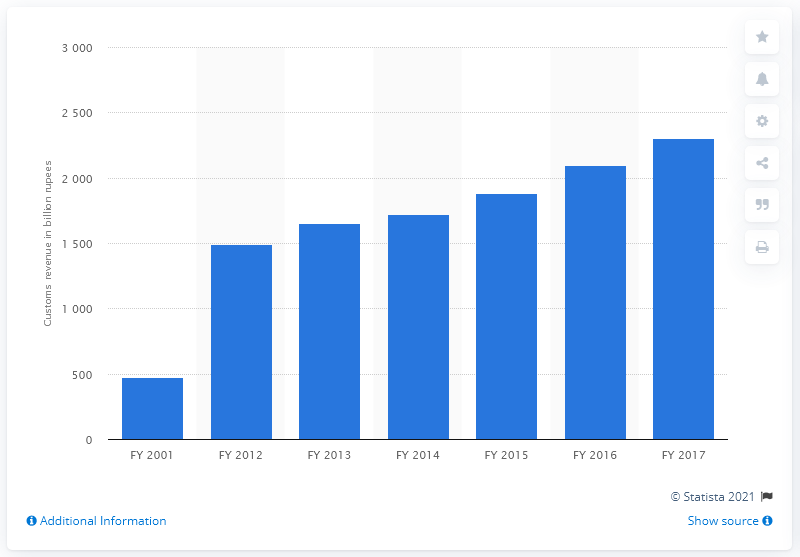 3 000
2 500
2 000
1 500
1 000
500
0
Customs revenue in billion rupees
FY 2001 FY 2012 FY 2013 FY 2014 FY 2015 FY 2016 FY 2017
© Statista 2021
Additional Information Show source